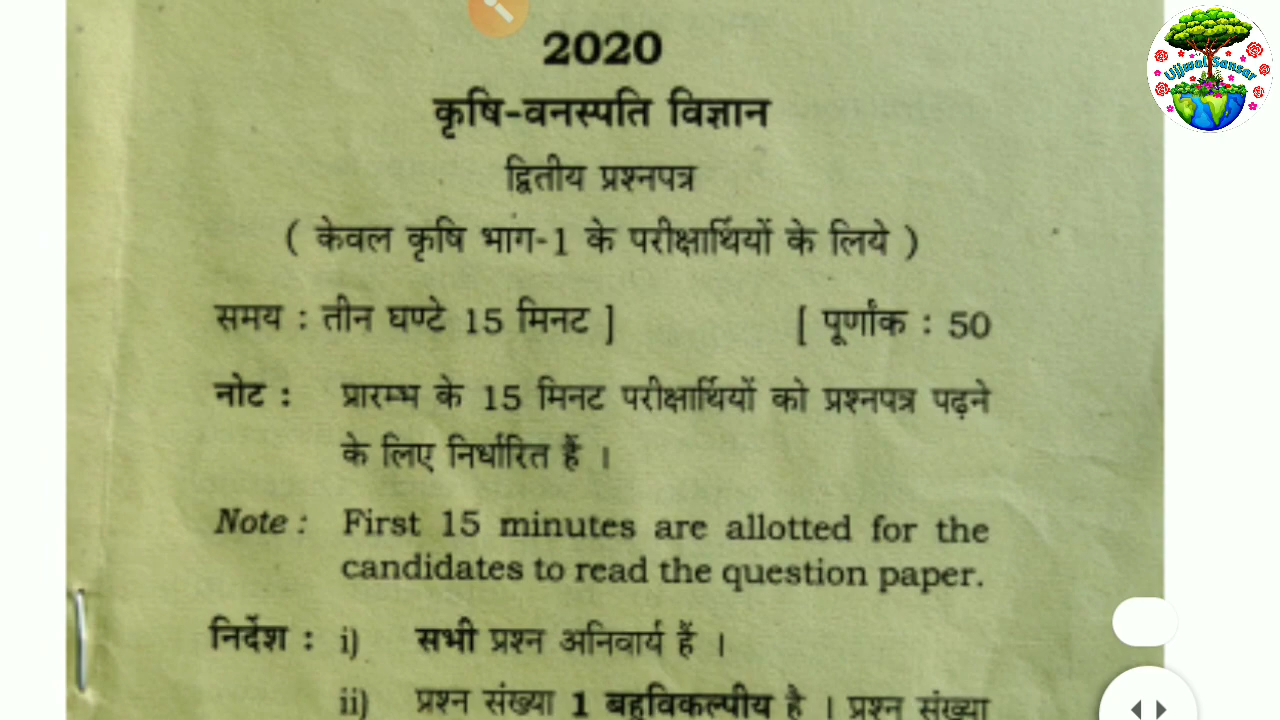 2020
कृषि-वनस्पति विज्ञान
द्वितीय प्रश्नपत्र
( केवल कृषि भाग-1 के परीक्षार्थियों के लिये )
समय : तीन घण्टे 15 मिनट ] [ पूर्णांक : 50
नोट : प्रारम्भ के 15 मिनट परीक्षार्थियों को प्रश्नपत्र पढ़ने
के लिए निर्धारित हैं ।
Note : First 15 minutes are allotted for the
candidates to read the question paper.
निर्देश : i) सभी प्रश्न अनिवार्य हैं ।
ii) प्रश्न संख्या 1 बहुविकल्पीय है । प्रश्न संख्या
Ujjwal Sansar